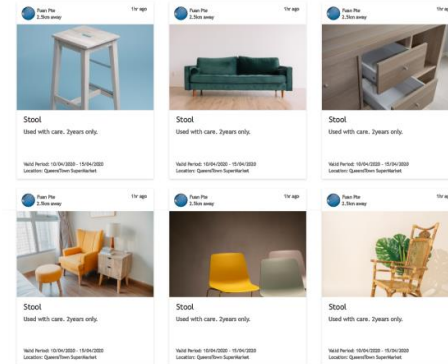 Fuan Pte
1hr ago
2.5km away
Stool
Used with care. 2years only.
Valid Period: 10/04/2020 - 15/04/2020
Location: QueensTown SuperMarket
Fuan Pte
1hr ago
2.5km away
Stool
Used with care. 2years only.
Valid Period: 10/04/2020 - 15/04/2020
Location: QueensTown SuperMarket
Fuan Pte
1hr ago
2.5km away
Stool
Used with care. 2years only.
Valid Period: 10/04/2020 - 15/04/2020
Location: QueensTown SuperMarket
Fuan Pte
1hr ago
2.5km away
Stool
Used with care. 2years only.
Valid Period: 10/04/2020 - 15/04/2020
Location: QueensTown SuperMarket
Fuan Pte
1hr ago
2.5km away
Stool
Used with care. 2years only.
Valid Period: 10/04/2020 - 15/04/2020
Location: QueensTown SuperMarket
Fuan Pte
1hr ago
2.5km away
Stool
Used with care. 2years only.
Valid Period: 10/04/2020 - 15/04/2020
Location: QueensTown SuperMarket